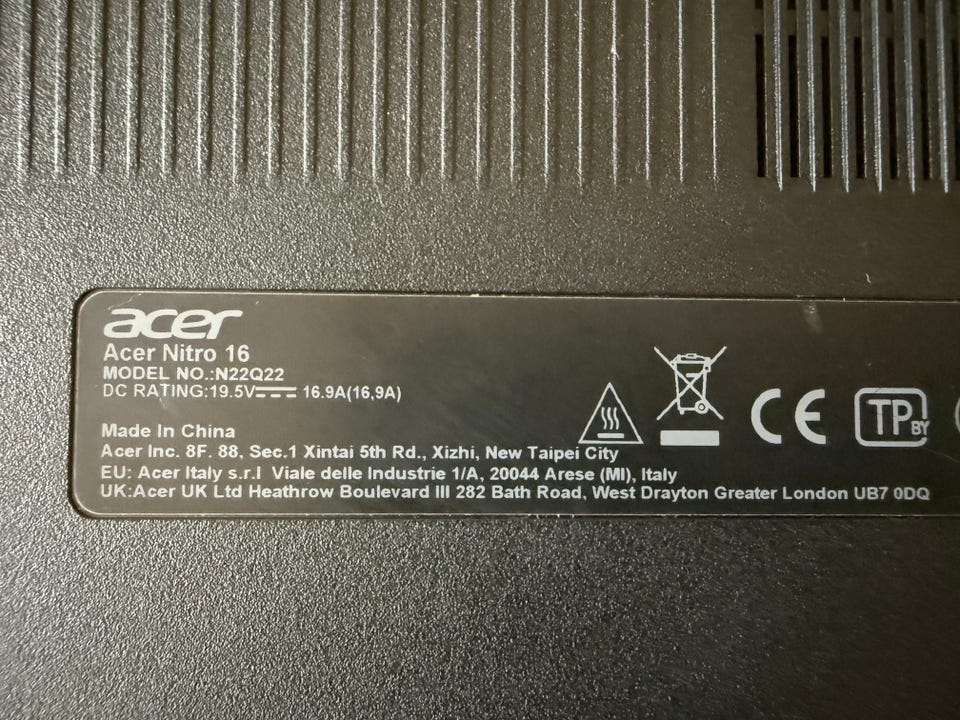 acer
Acer Nitro 16
MODEL NO.:N22Q22
DC RATING:19.5V 16.9A(16,9A)
Made In China
Acer Inc. 8F. 88, Sec.1 Xintai 5th Rd., Xizhi, New Taipei City
EU: Acer Italy s.r.l Viale delle Industrie 1/A, 20044 Arese (MI), Italy
UK:Acer UK Ltd Heathrow Boulevard III 282 Bath Road, West Drayton Greater London UB7 0DQ
CE
TP BY